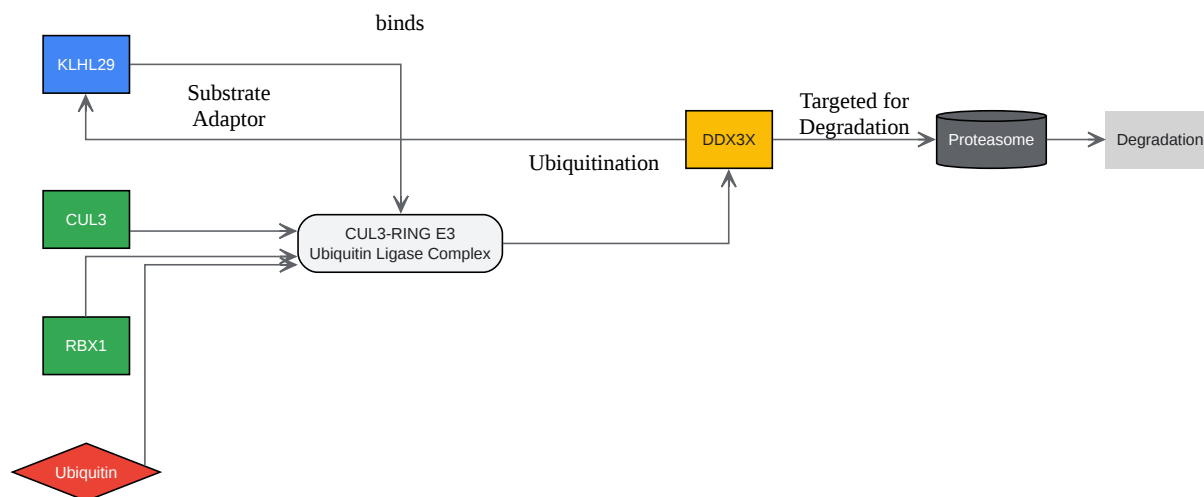 binds
KLHL29
Substrate
Adaptor
Targeted for
Degradation
DDX3X
Proteasome
Degradation
Ubiquitination
CUL3
CUL3-RING E3
Ubiquitin Ligase Complex
RBX1
Ubiquitin